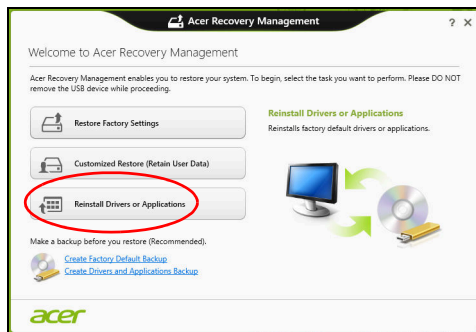 Acer Recovery Management
? ×
Welcome to Acer Recovery Management
Acer Recovery Management enables you to restore your system. To begin, select the task you want to perform. Please DO NOT
remove the USB device while proceeding.
Restore Factory Settings
Customized Restore (Retain User Data)
Reinstall Drivers or Applications
Reinstall Drivers or Applications
Reinstalls factory default drivers or applications.
Make a backup before you restore (Recommended).
Create Factory Default Backup
Create Drivers and Applications Backup
acer